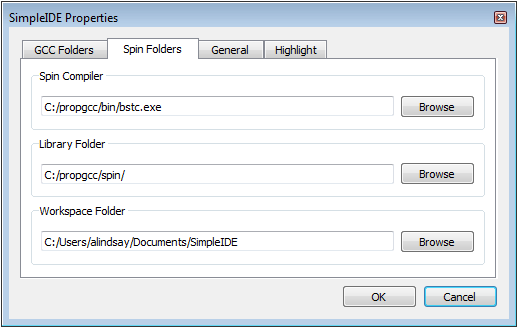 SimpleIDE Properties
GCC Folders
Spin Folders
General
Highlight
Spin Compiler
C:/propgcc/bin/bstc.exe
Browse
Library Folder
C:/propgcc/spin/
Browse
Workspace Folder
C:/Users/alindsay/Documents/SimpleIDE
Browse
OK
Cancel